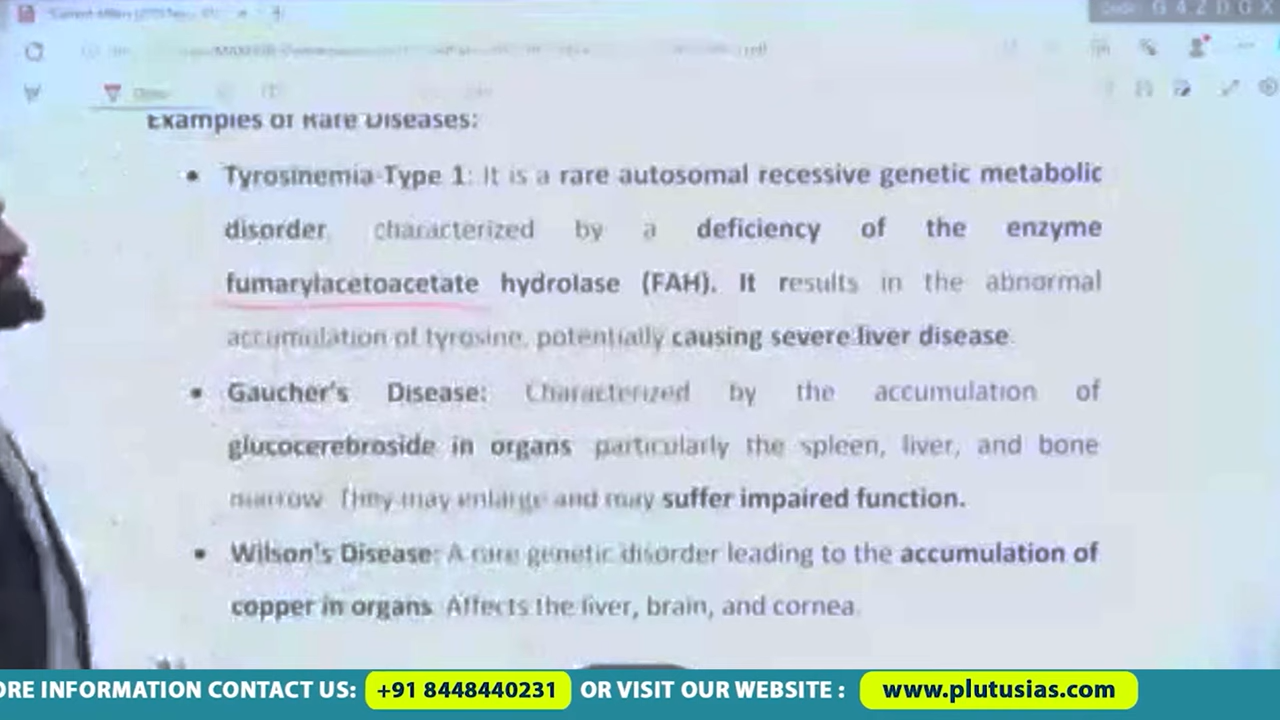 Code: G 4 Z D G X
Examples of Rare Diseases:
• Tyrosinemia-Type 1: It is a rare autosomal recessive genetic metabolic
disorder, characterized by a deficiency of the enzyme
fumarylacetoacetate hydrolase (FAH). It results in the abnormal
accumulation of tyrosine, potentially causing severe liver disease.
• Gaucher's Disease: Characterized by the accumulation of
glucocerebroside in organs particularly the spleen, liver, and bone
marrow. They may enlarge and may suffer impaired function.
• Wilson's Disease: A rare genetic disorder leading to the accumulation of
copper in organs. Affects the liver, brain, and cornea.
ORE INFORMATION CONTACT US: +91 8448440231 OR VISIT OUR WEBSITE : www.plutusias.com